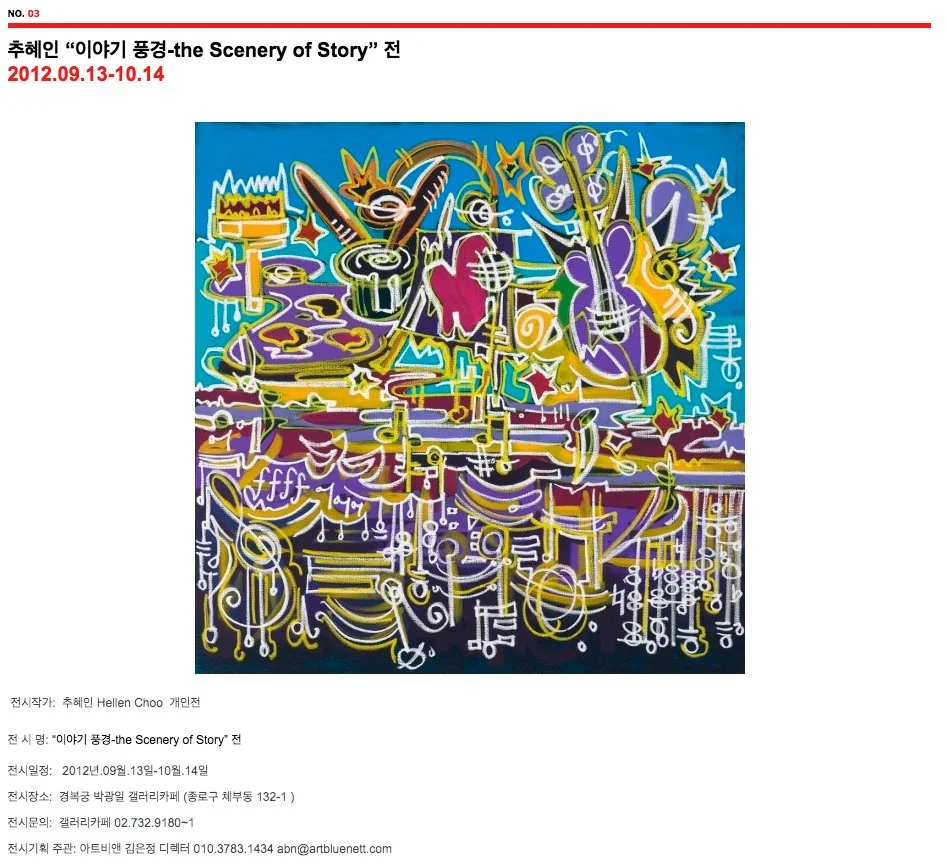 NO. 03
추혜인 “이야기 풍경-the Scenery of Story” 전
2012.09.13-10.14
ffff
전시작가: 추혜인 Hellen Choo 개인전
전 시 명: “이야기 풍경-the Scenery of Story” 전
전시일정: 2012년.09월.13일-10월.14일
전시장소: 경복궁 박광일 갤러리카페 (종로구 체부동 132-1 )
전시문의: 갤러리카페 02.732.9180~1
전시기획 주관: 아트비앤 김은정 디렉터 010.3783.1434 abn@artbluenett.com